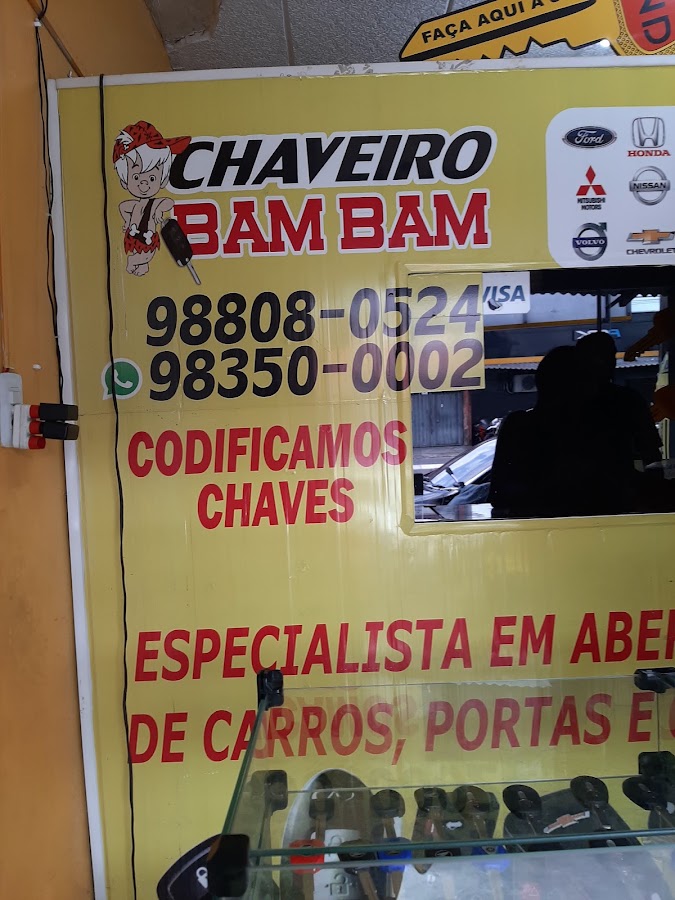 FAÇA AQUI A
CHAVEIRO
BAM BAM
Ford
HONDA
MITSUBISHI
MOTORS
NISSAN
VOLVO
CHEVROLET
VISA
98808-0524
98350-0002
CODIFICAMOS
CHAVES
ESPECIALISTA EM
DE CARROS, PORTAS E